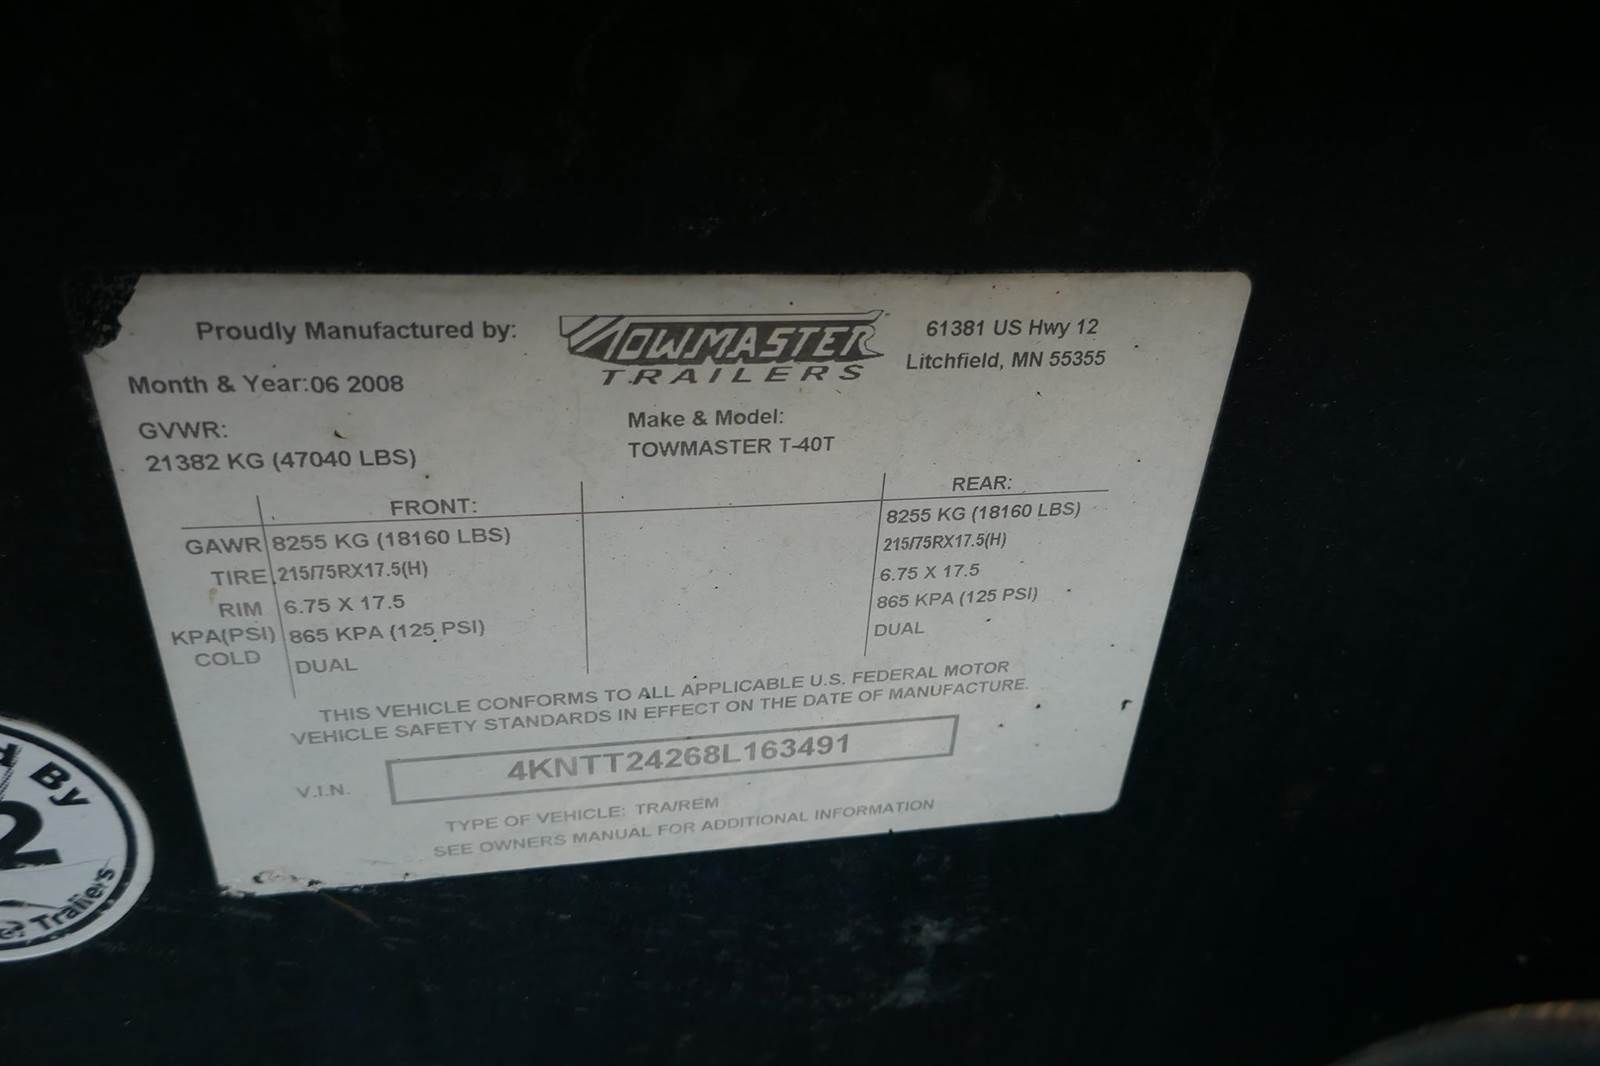 Proudly Manufactured by:
TOWMASTER
TRAILERS
61381 US Hwy 12
Litchfield, MN 55355
Month & Year:06 2008
GVWR:
21382 KG (47040 LBS)
Make & Model:
TOWMASTER T-40T
FRONT:
REAR:
GAWR 8255 KG (18160 LBS) 8255 KG (18160 LBS)
TIRE 215/75RX17.5(H) 215/75RX17.5(H)
RIM 6.75 X 17.5 6.75 X 17.5
KPA(PSI) 865 KPA (125 PSI) 865 KPA (125 PSI)
COLD DUAL DUAL
THIS VEHICLE CONFORMS TO ALL APPLICABLE U.S. FEDERAL MOTOR
VEHICLE SAFETY STANDARDS IN EFFECT ON THE DATE OF MANUFACTURE.
V.I.N. 4KNTT24268L163491
TYPE OF VEHICLE: TRA/REM
SEE OWNERS MANUAL FOR ADDITIONAL INFORMATION
By
2
Trailers